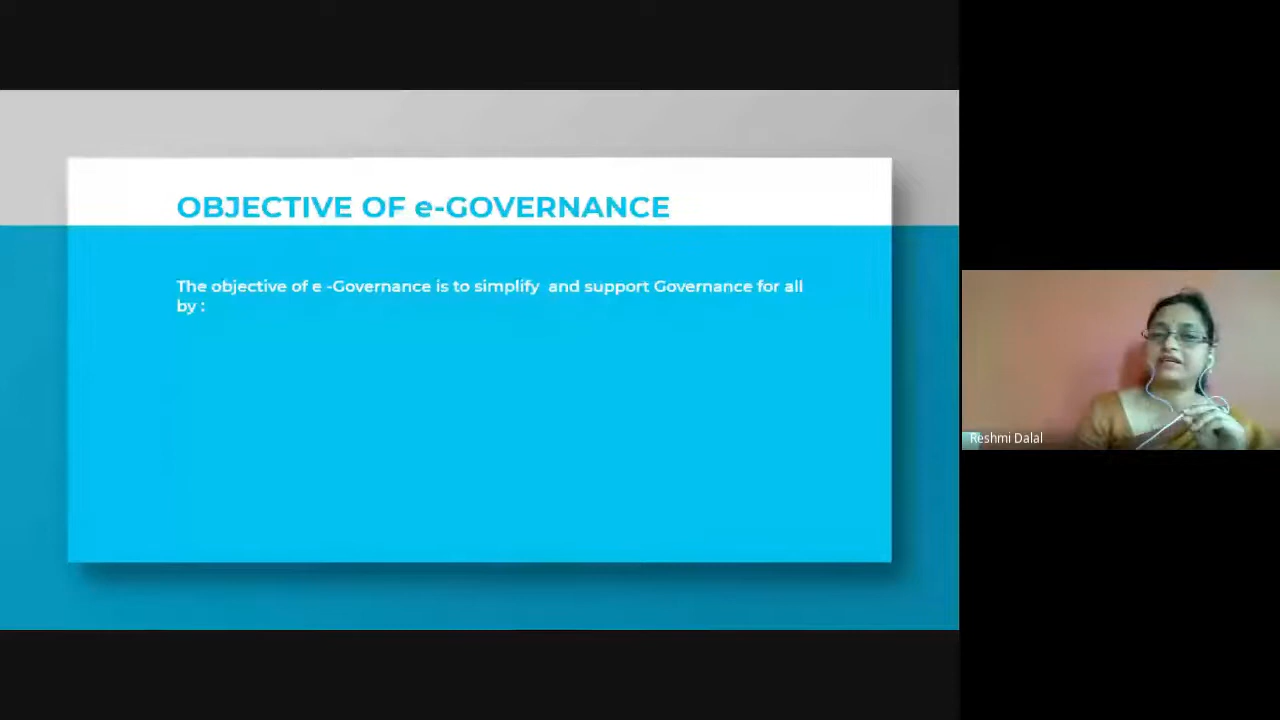 OBJECTIVE OF e-GOVERNANCE
The objective of e -Governance is to simplify  and support Governance for all
by :
Reshmi Dalal